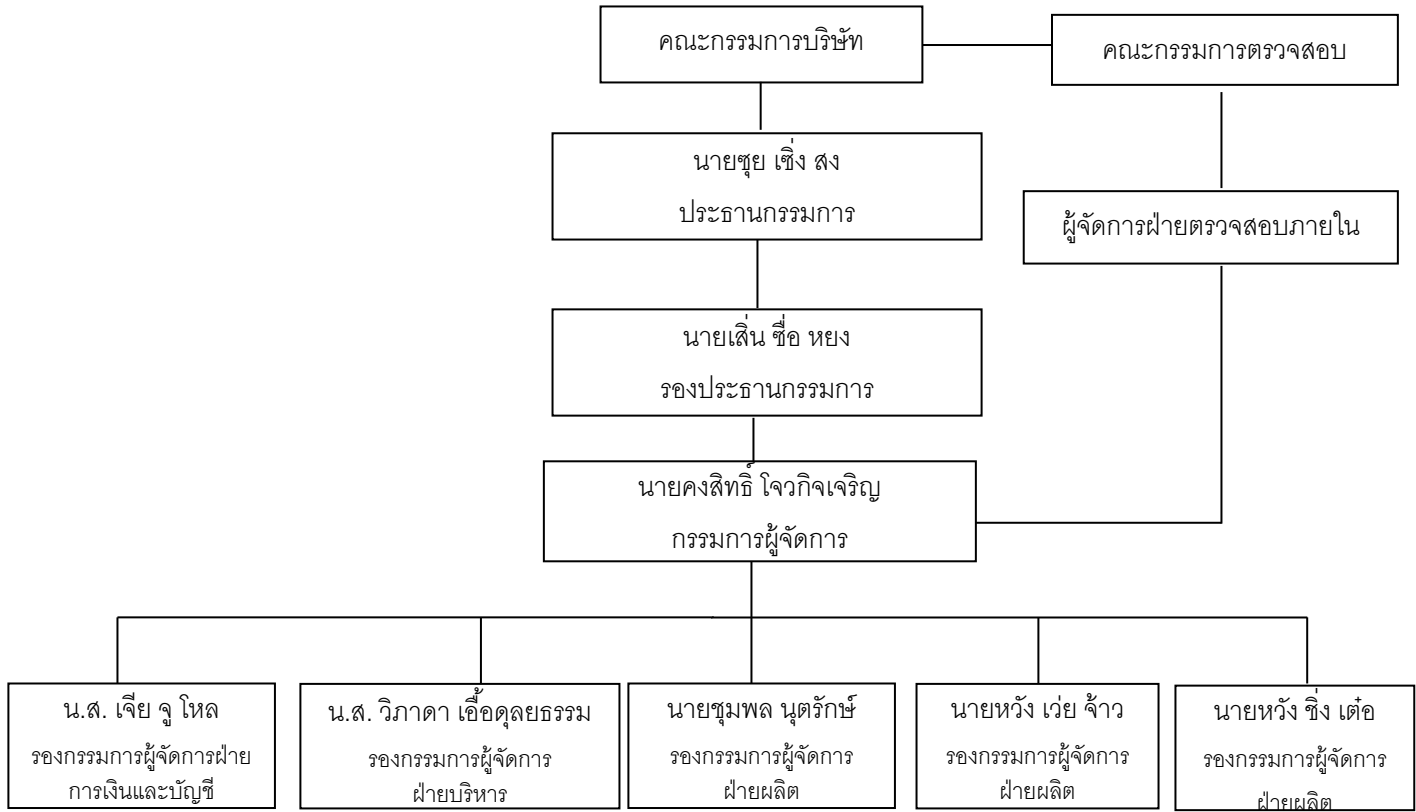 คณะกรรมการบริษัท
คณะกรรมการตรวจสอบ
นายซุย เซิ่ง สง
ประธานกรรมการ
ผู้จัดการฝ่ายตรวจสอบภายใน
นายเสิ่น ซื่อ หยง
รองประธานกรรมการ
นายคงสิทธิ์ โจวกิจเจริญ
กรรมการผู้จัดการ
น.ส. เจีย จู โหล
รองกรรมการผู้จัดการฝ่าย
การเงินและบัญชี
น.ส. วิภาดา เอื้อดุลยธรรม
รองกรรมการผู้จัดการ
ฝ่ายบริหาร
นายชุมพล นุตรักษ์
รองกรรมการผู้จัดการ
ฝ่ายผลิต
นายหวัง เว่ย จ้าว
รองกรรมการผู้จัดการ
ฝ่ายผลิต
นายหวัง ชิ่ง เต๋อ
รองกรรมการผู้จัดการ
ฝ่ายผลิต